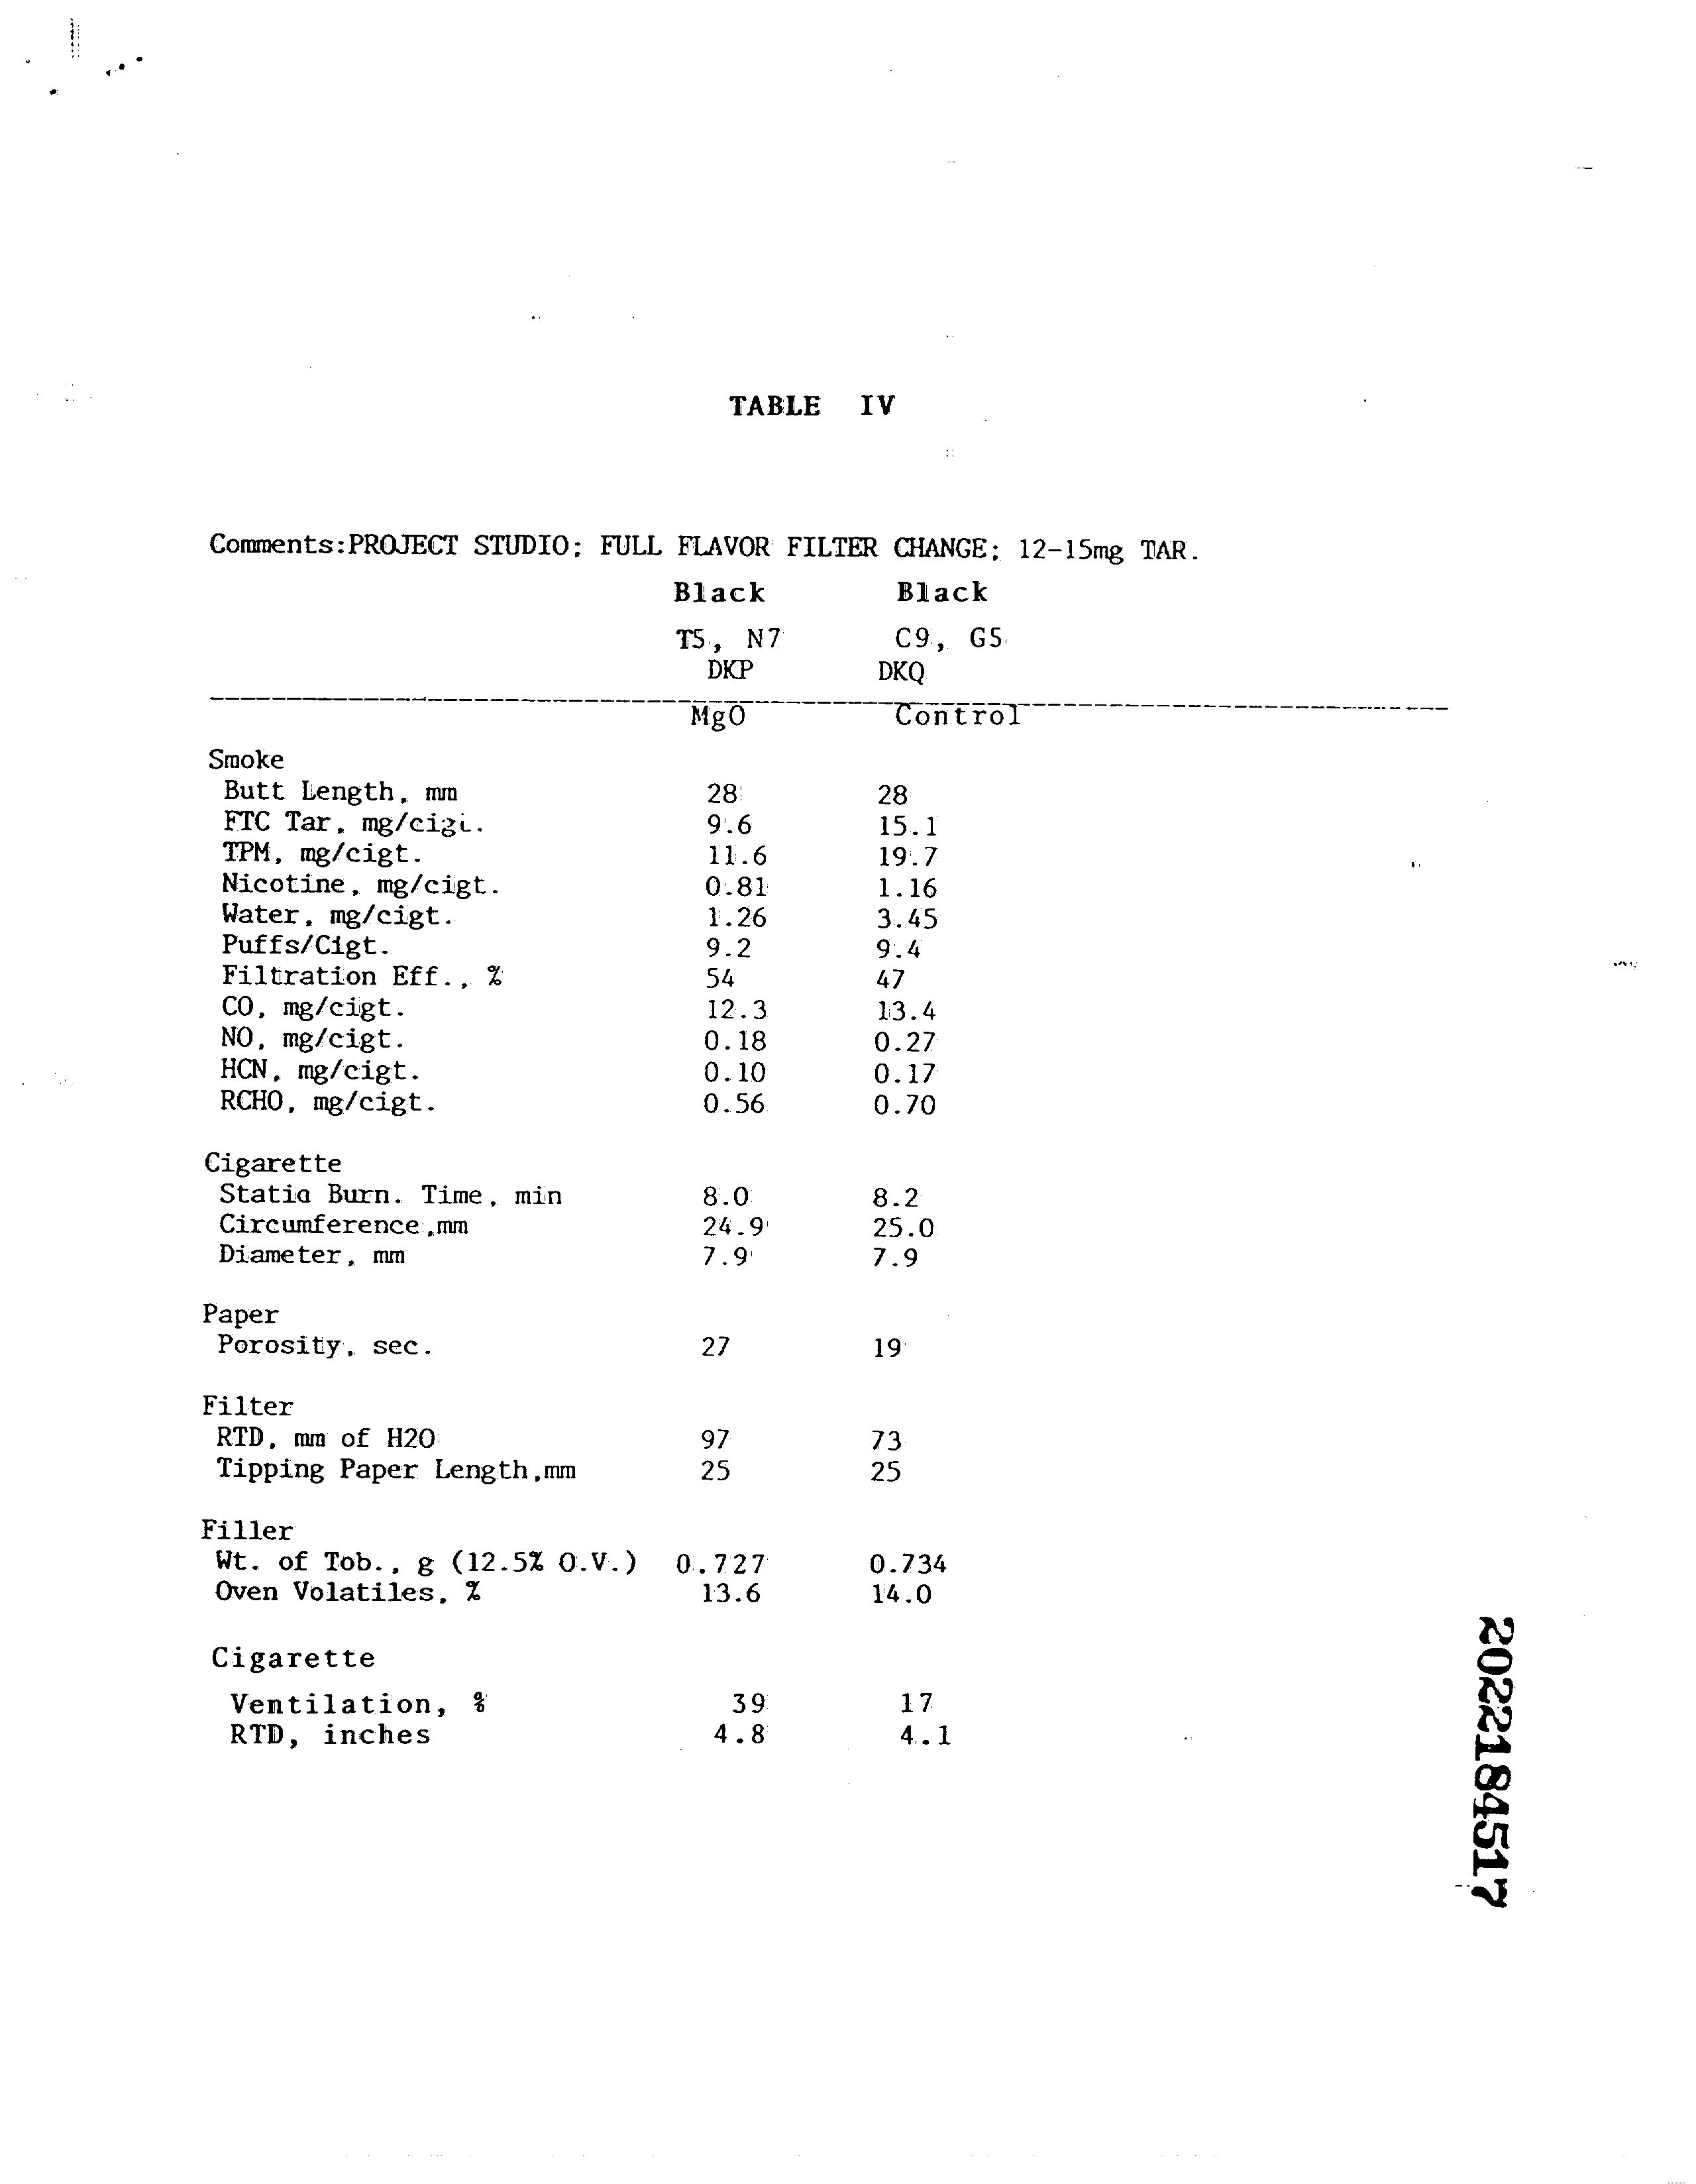 TABLE IV
Comments:PROJECT STUDIO; FULL FLAVOR FILTER CHANGE; 12-15mg TAR.
Black Black
T5, N7 C9, G5
DKP DKQ
MgO Control
Smoke
Butt Length, mm 28 28
FTC Tar, mg/cigt. 9.6 15.1
TPM, mg/cigt. 11.6 19.7
Nicotine, mg/cigt. 0.81 1.16
Water, mg/cigt. 1.26 3.45
Puffs/Cigt. 9.2 9.4
Filtration Eff., % 54 47
CO, mg/cigt. 12.3 13.4
NO, mg/cigt. 0.18 0.27
HCN, mg/cigt. 0.10 0.17
RCHO, mg/cigt. 0.56 0.70
Cigarette
Static Burn. Time, min 8.0 8.2
Circumference,mm 24.9 25.0
Diameter, mm 7.9 7.9
Paper
Porosity, sec. 27 19
Filter
RTD, mm of H2O 97 73
Tipping Paper Length,mm 25 25
Filler
Wt. of Tob., g (12.5% O.V.) 0.727 0.734
Oven Volatiles, % 13.6 14.0
Cigarette
Ventilation, % 39 17
RTD, inches 4.8 4.1
2022184517